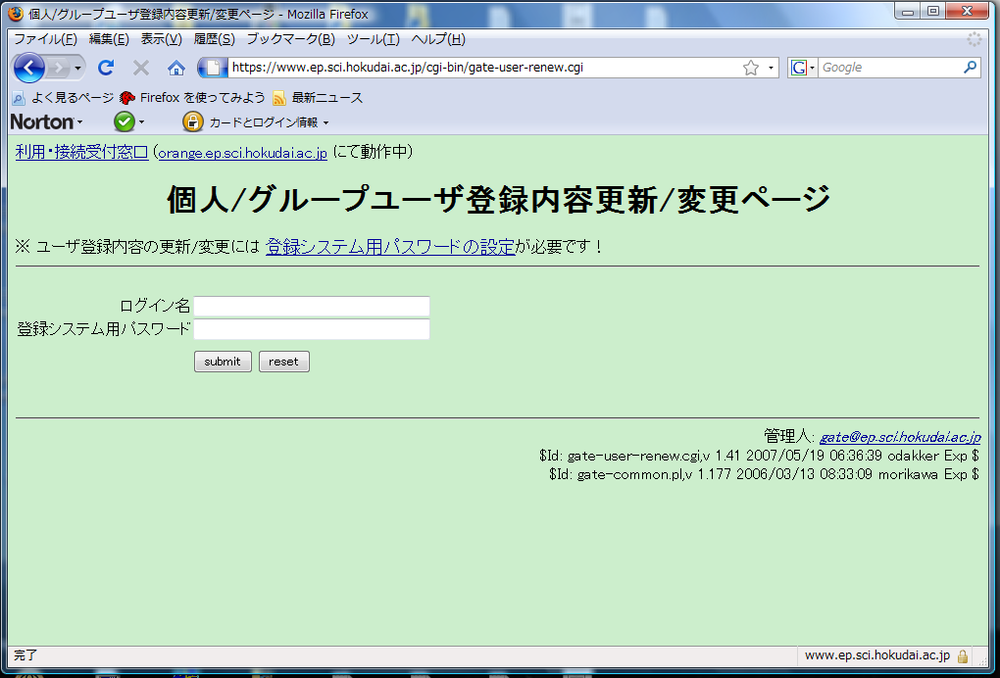 個人/グループユーザ登録内容更新/変更ページ - Mozilla Firefox
ファイル(F) 編集(E) 表示(V) 履歴(S) ブックマーク(B) ツール(T) ヘルプ(H)
https://www.ep.sci.hokudai.ac.jp/cgi-bin/gate-user-renew.cgi G Google
よく見るページ Firefox を使ってみよう 最新ニュース
Norton カードとログイン情報
利用・接続受付窓口 (orange.ep.sci.hokudai.ac.jp にて動作中)
個人/グループユーザ登録内容更新/変更ページ
※ ユーザ登録内容の更新/変更には 登録システム用パスワードの設定が必要です！
ログイン名
登録システム用パスワード
submit reset
管理人: gate@ep.sci.hokudai.ac.jp
$Id: gate-user-renew.cgi,v 1.41 2007/05/19 06:36:39 odakker Exp $
$Id: gate-common.pl,v 1.177 2006/03/13 08:33:09 morikawa Exp $
完了 www.ep.sci.hokudai.ac.jp